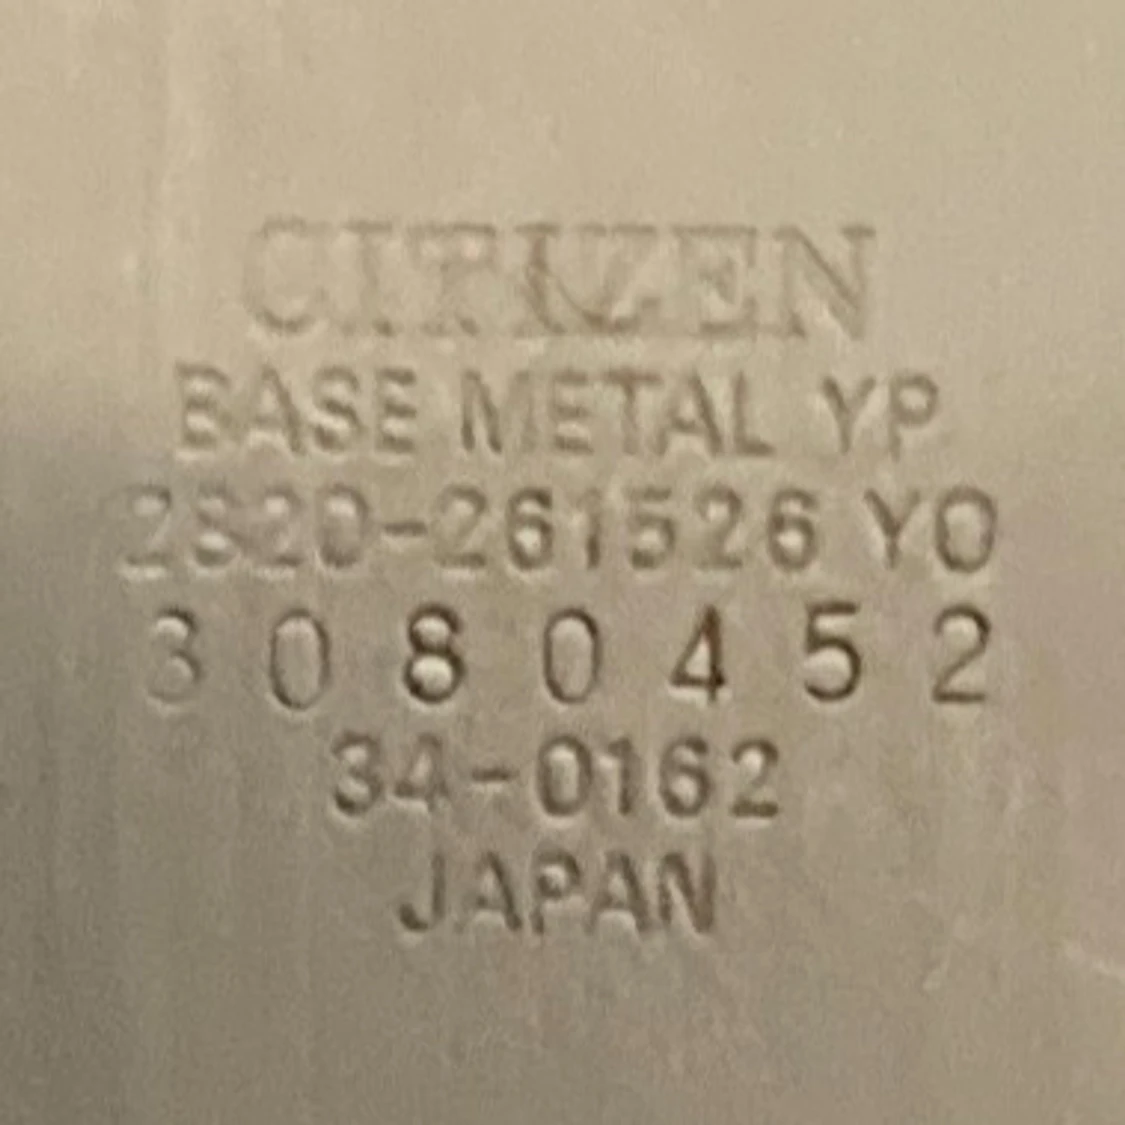 CITIZEN
BASE METAL YP
2820-261526 YO
3080452
34-0162
JAPAN